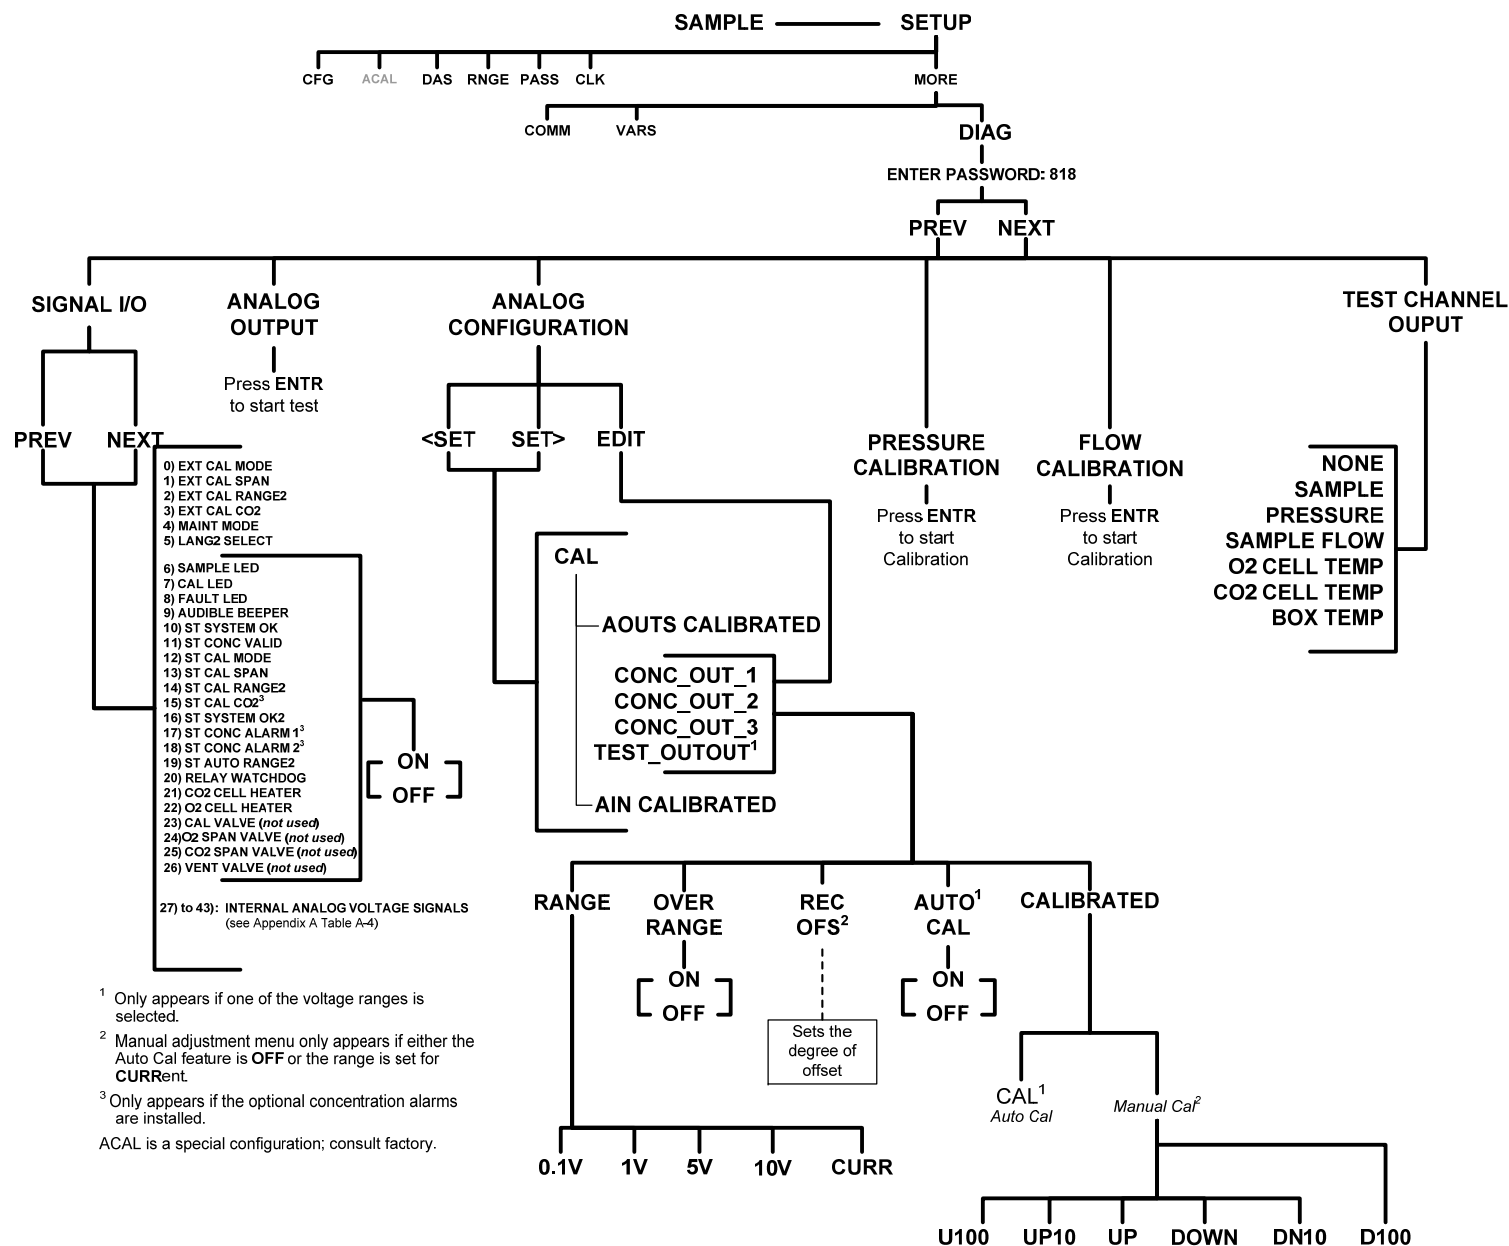 SAMPLE SETUP
CFG ACAL DAS RNGE PASS CLK MORE
COMM VARS
DIAG
ENTER PASSWORD: 818
PREV NEXT
SIGNAL I/O
PREV NEXT
0) EXT CAL MODE
1) EXT CAL SPAN
2) EXT CAL RANGE2
3) EXT CAL CO2
4) MAINT MODE
5) LANG2 SELECT
6) SAMPLE LED
7) CAL LED
8) FAULT LED
9) AUDIBLE BEEPER
10) ST SYSTEM OK
11) ST CONC VALID
12) ST CAL MODE
13) ST CAL SPAN
14) ST CAL RANGE2
15) ST CAL CO2³
16) ST SYSTEM OK2
17) ST CONC ALARM 1³
18) ST CONC ALARM 2³
19) ST AUTO RANGE2
20) RELAY WATCHDOG
21) CO2 CELL HEATER
22) O2 CELL HEATER
23) CAL VALVE (not used)
24)O2 SPAN VALVE (not used)
25) CO2 SPAN VALVE (not used)
26) VENT VALVE (not used)
27) to 43): INTERNAL ANALOG VOLTAGE SIGNALS
(see Appendix A Table A-4)
ON
OFF
ANALOG
OUTPUT
Press ENTR
to start test
ANALOG
CONFIGURATION
<SET SET> EDIT
CAL
AOUTS CALIBRATED
CONC_OUT_1
CONC_OUT_2
CONC_OUT_3
TEST_OUTOUT¹
AIN CALIBRATED
PRESSURE
CALIBRATION
Press ENTR
to start
Calibration
FLOW
CALIBRATION
Press ENTR
to start
Calibration
TEST CHANNEL
OUPUT
NONE
SAMPLE
PRESSURE
SAMPLE FLOW
O2 CELL TEMP
CO2 CELL TEMP
BOX TEMP
RANGE
0.1V 1V 5V 10V CURR
OVER
RANGE
ON
OFF
REC
OFS²
Sets the
degree of
offset
AUTO¹
CAL
ON
OFF
CALIBRATED
CAL¹
Auto Cal
Manual Cal²
U100 UP10 UP DOWN DN10 D100
¹ Only appears if one of the voltage ranges is
selected.
² Manual adjustment menu only appears if either the
Auto Cal feature is OFF or the range is set for
CURRent.
³ Only appears if the optional concentration alarms
are installed.
ACAL is a special configuration; consult factory.